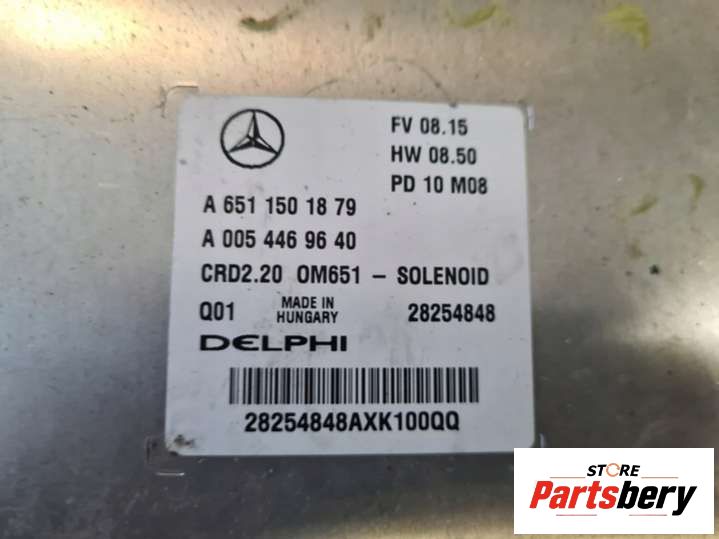 FV 08.15
HW 08.50
PD 10 M08
A 651 150 18 79
A 005 446 96 40
CRD2.20 OM651 – SOLENOID
Q01 MADE IN HUNGARY 28254848
DELPHI
28254848AXK100QQ
STORE
Partsbery